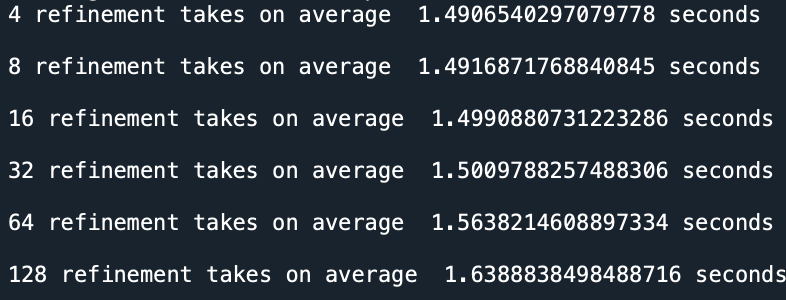 4 refinement takes on average  1.4906540297079778 seconds
8 refinement takes on average  1.4916871768840845 seconds
16 refinement takes on average  1.4990880731223286 seconds
32 refinement takes on average  1.5009788257488306 seconds
64 refinement takes on average  1.5638214608897334 seconds
128 refinement takes on average  1.6388838498488716 seconds